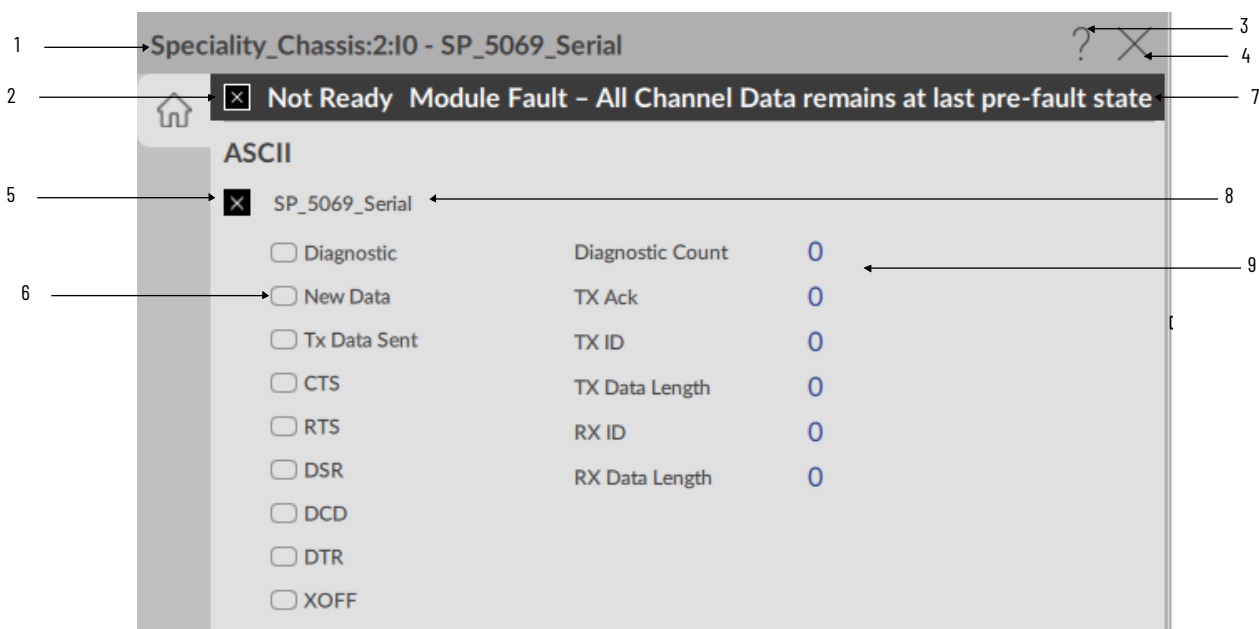 1 Speciality_Chassis:2:I0 - SP_5069_Serial ? 3
4
2 Not Ready Module Fault – All Channel Data remains at last pre-fault state 7
ASCII
5 SP_5069_Serial 8
Diagnostic Diagnostic Count 0 9
6 New Data TX Ack 0
Tx Data Sent TX ID 0
CTS TX Data Length 0
RTS RX ID 0
DSR RX Data Length 0
DCD
DTR
XOFF